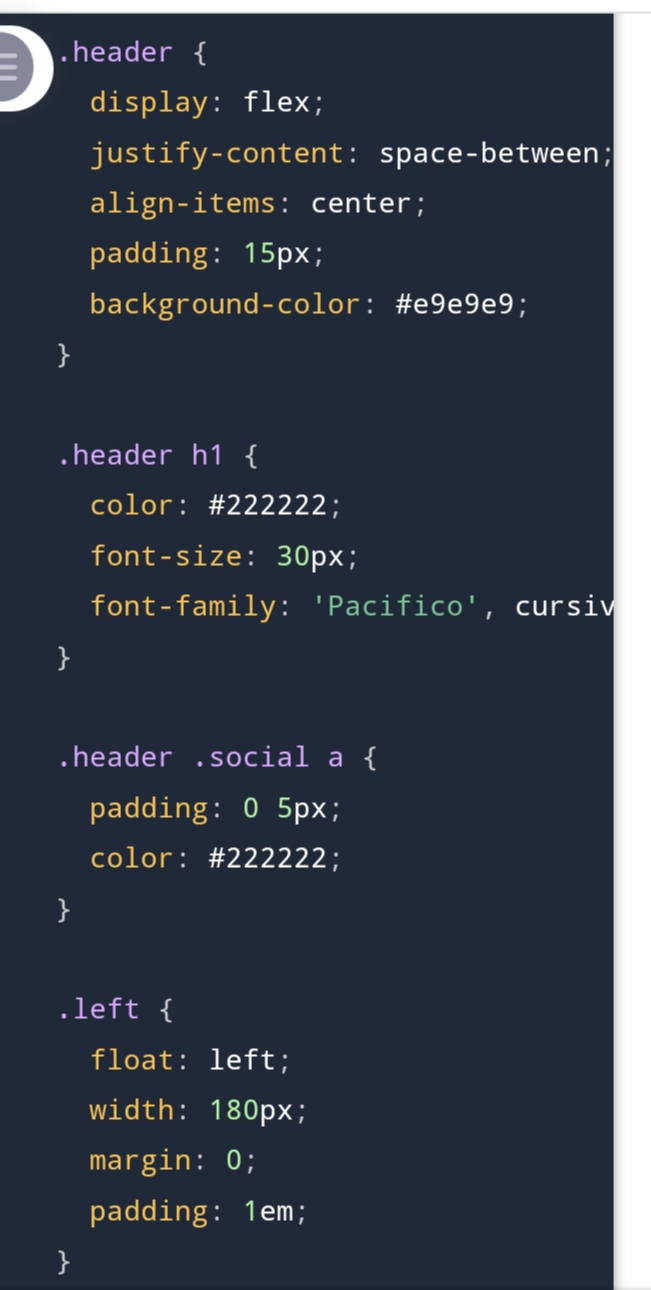 .header {
display: flex;
justify-content: space-between;
align-items: center;
padding: 15px;
background-color: #e9e9e9;
}
.header h1 {
color: #222222;
font-size: 30px;
font-family: 'Pacifico', cursiv
}
.header .social a {
padding: 0 5px;
color: #222222;
}
.left {
float: left;
width: 180px;
margin: 0;
padding: 1em;
}